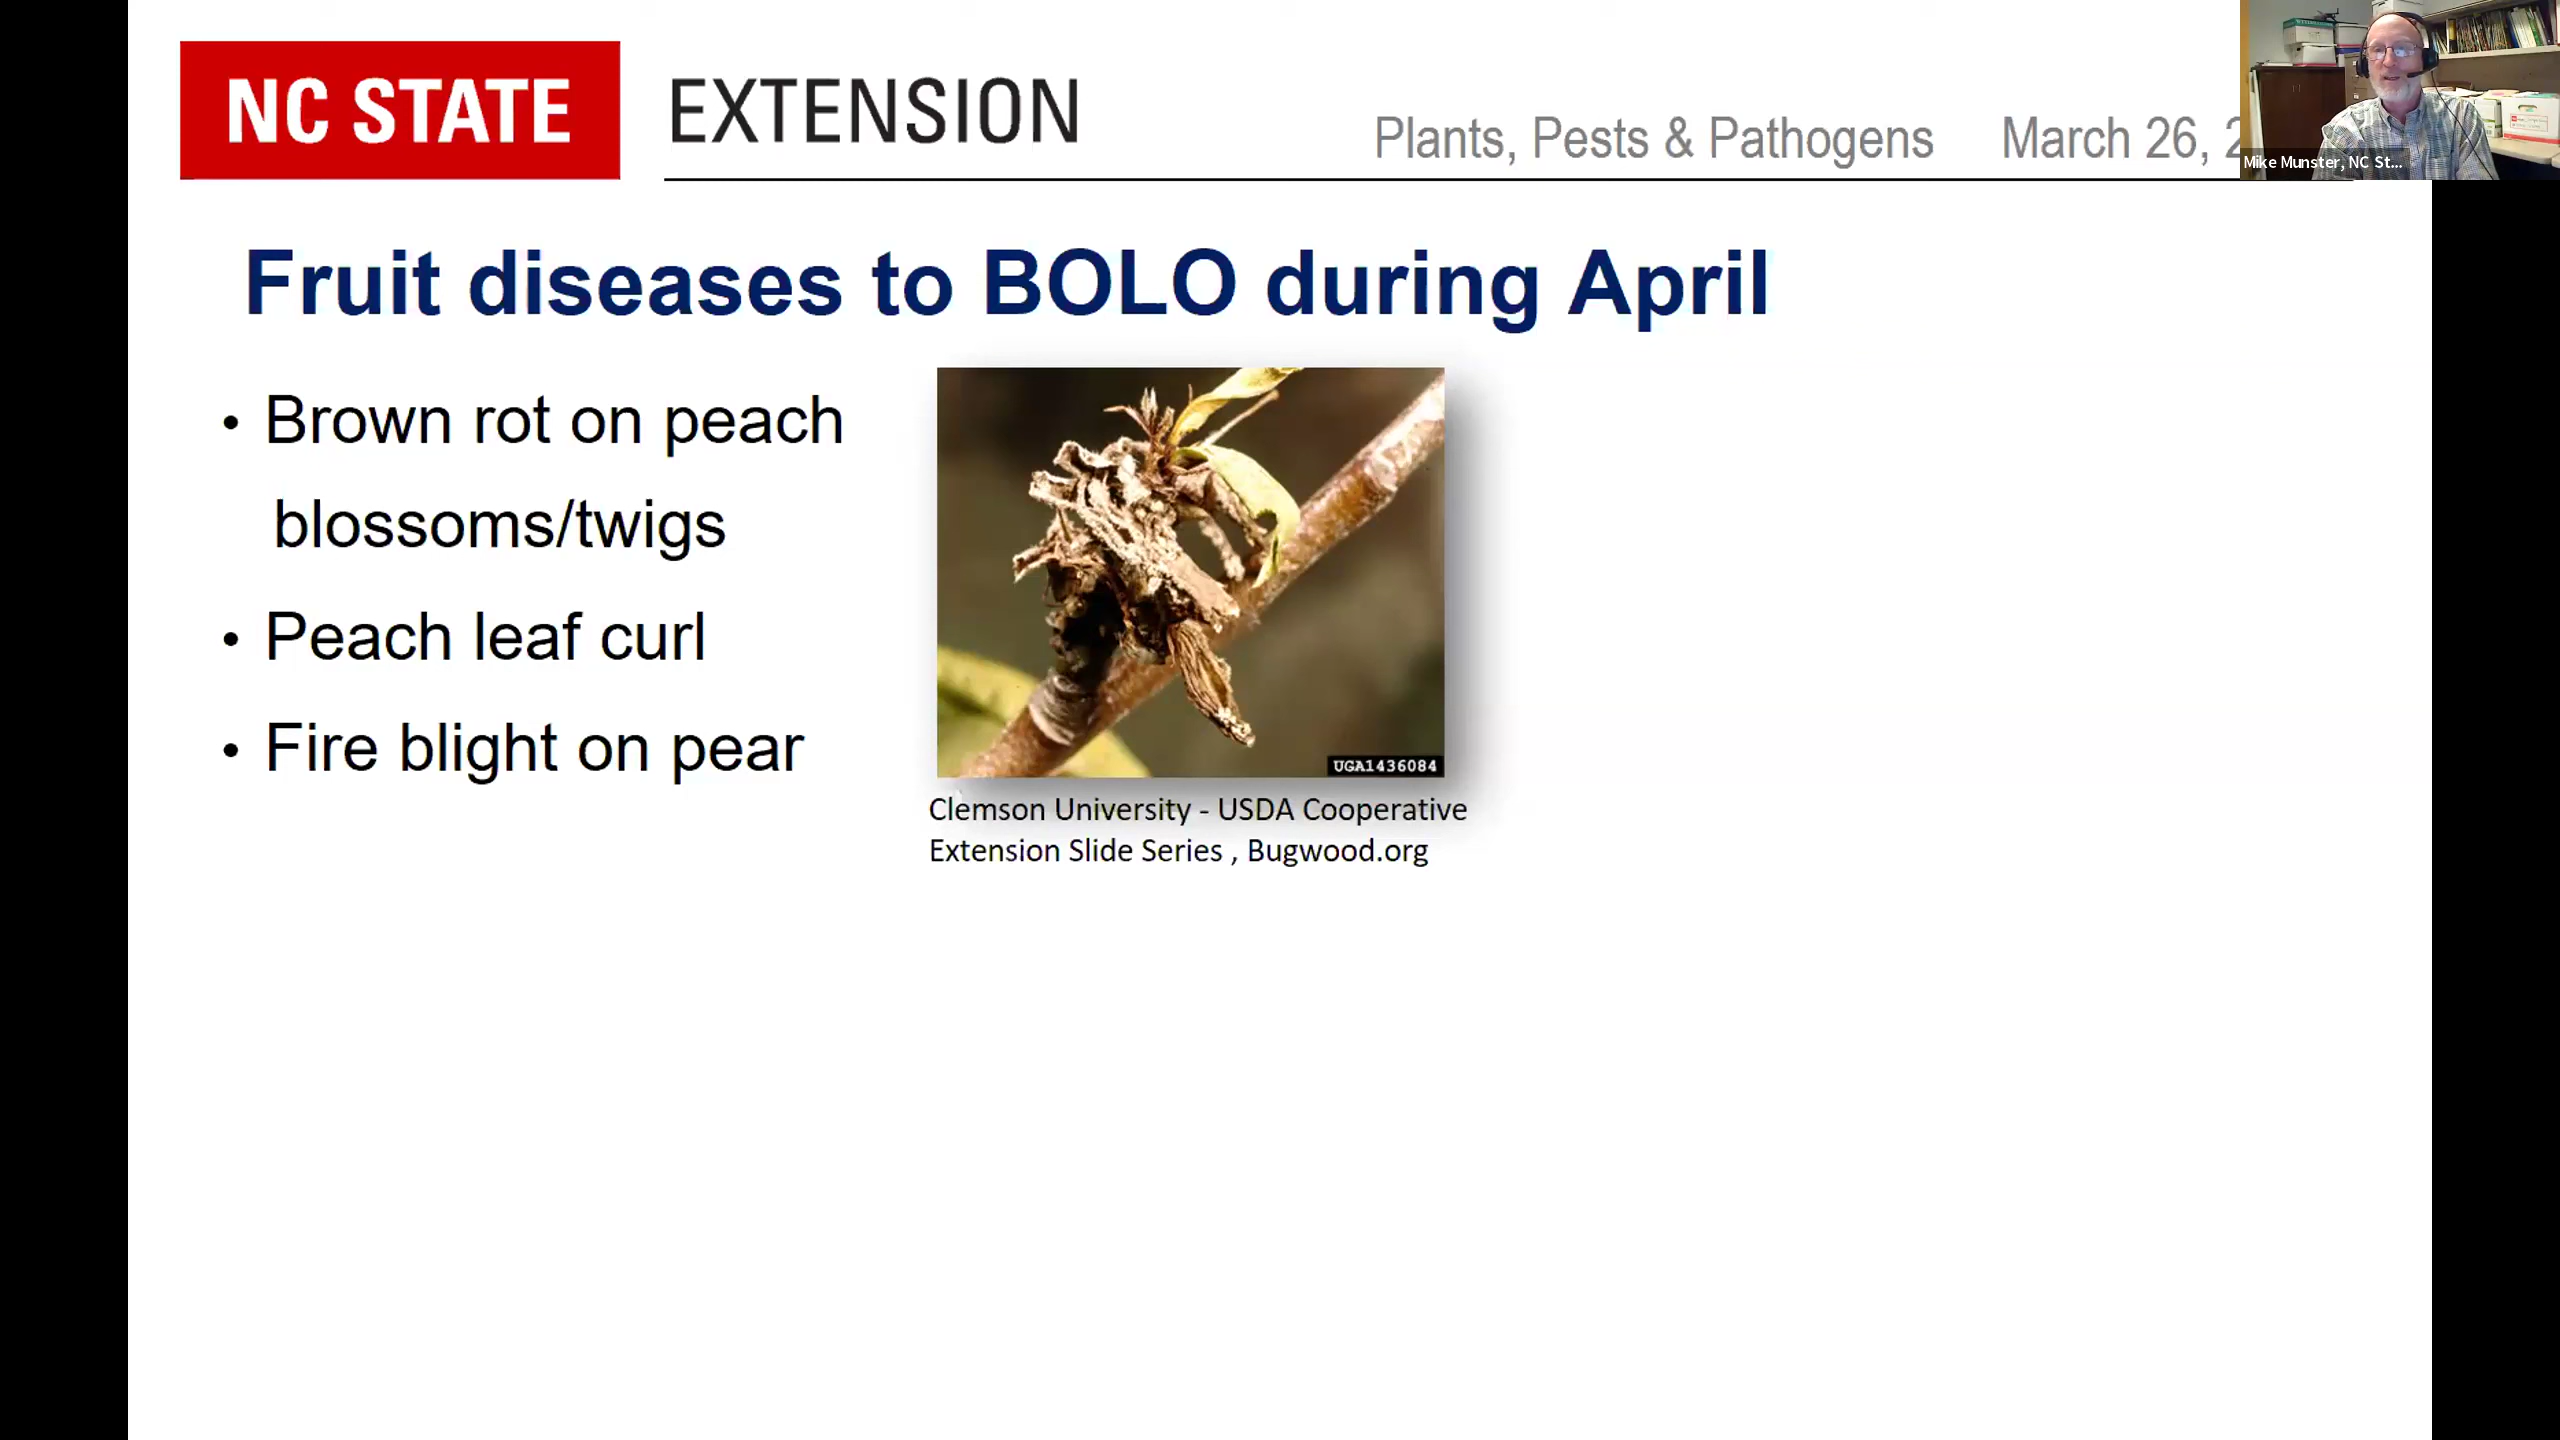 NC STATE EXTENSION
Plants, Pests & Pathogens March 26, 2
Mike Munster, NC St...
Fruit diseases to BOLO during April
• Brown rot on peach
blossoms/twigs
• Peach leaf curl
• Fire blight on pear
UGA1436084
Clemson University - USDA Cooperative
Extension Slide Series , Bugwood.org